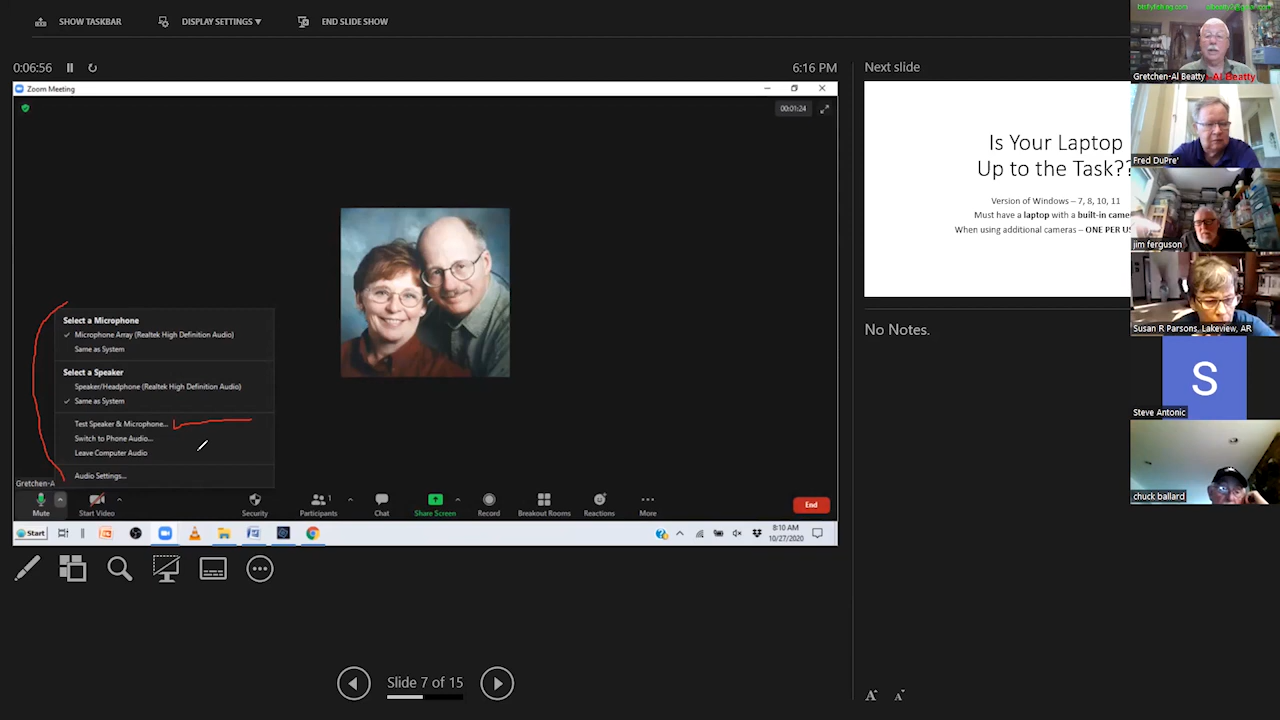 SHOW TASKBAR
DISPLAY SETTINGS ▼
END SLIDE SHOW
0:06:56
6:16 PM
Zoom Meeting
00:01:24
Select a Microphone
✓ Microphone Array (Realtek High Definition Audio)
Same as System
Select a Speaker
Speaker/Headphone (Realtek High Definition Audio)
✓ Same as System
Test Speaker & Microphone...
Switch to Phone Audio...
Leave Computer Audio
Audio Settings...
Gretchen-A
Mute
Start Video
Security
Participants
1
Chat
Share Screen
Record
Breakout Rooms
Reactions
More
End
Start
8:10 AM
10/27/2020
Slide 7 of 15
Next slide
Is Your Laptop
Up to the Task??
Version of Windows – 7, 8, 10, 11
Must have a laptop with a built-in came
When using additional cameras – ONE PER US
No Notes.
A A
Gretchen-Al Beatty
-Al Beatty
Fred DuPre'
jim ferguson
Susan R Parsons, Lakeview, AR
S
Steve Antonic
chuck ballard